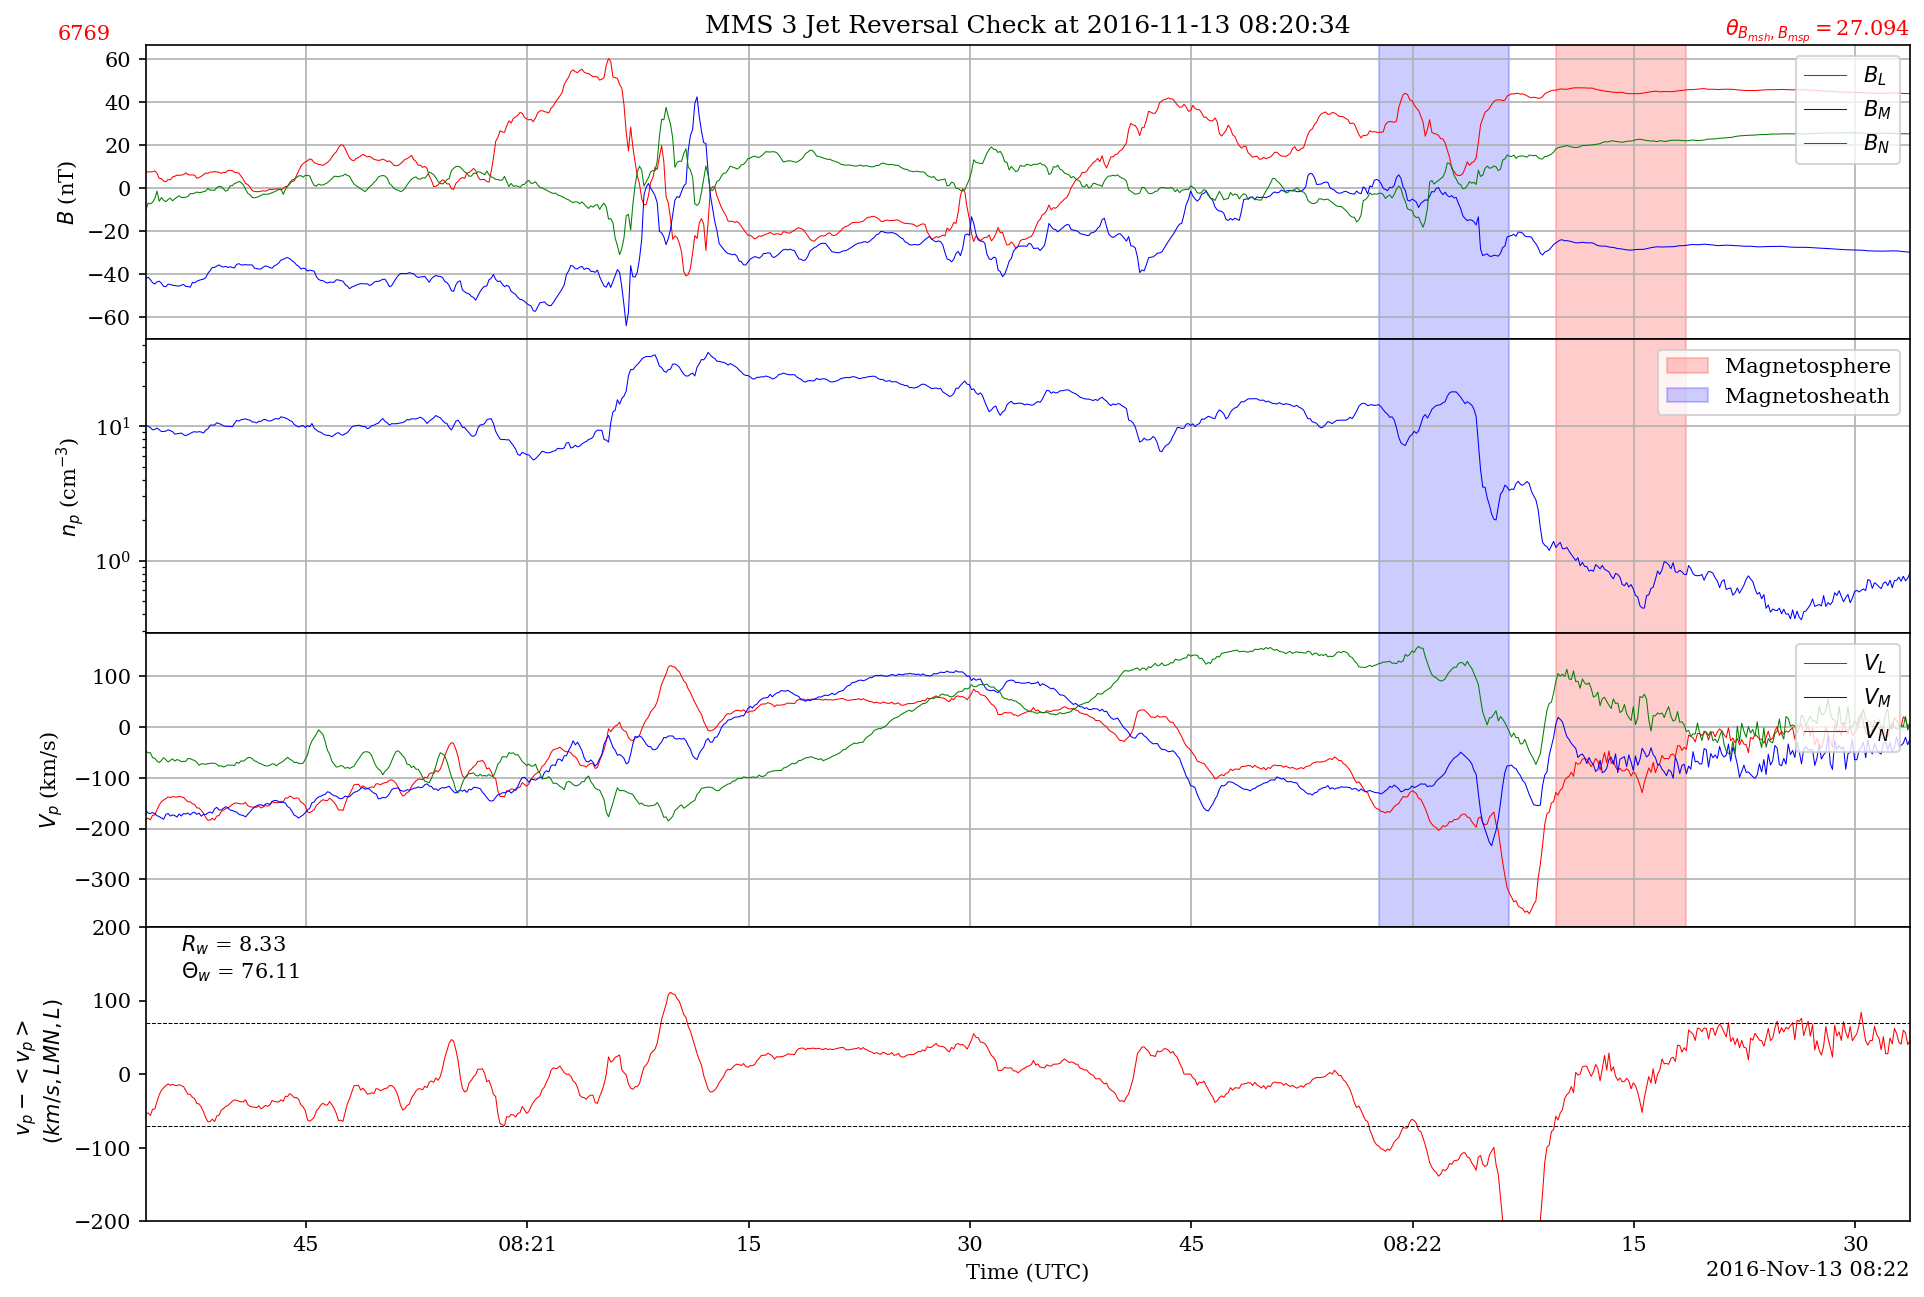 MMS 3 Jet Reversal Check at 2016-11-13 08:20:34
6769
θ_{B_{msh}, B_{msp}} = 27.094
60
40
20
0
−20
−40
−60
B (nT)
B_L
B_M
B_N
10^1
10^0
n_p (cm^{−3})
Magnetosphere
Magnetosheath
100
0
−100
−200
−300
V_p (km/s)
V_L
V_M
V_N
200
100
0
−100
−200
v_p − < v_p >
(km/s, LMN, L)
R_w = 8.33
Θ_w = 76.11
45
08:21
15
30
45
08:22
15
30
Time (UTC)
2016-Nov-13 08:22